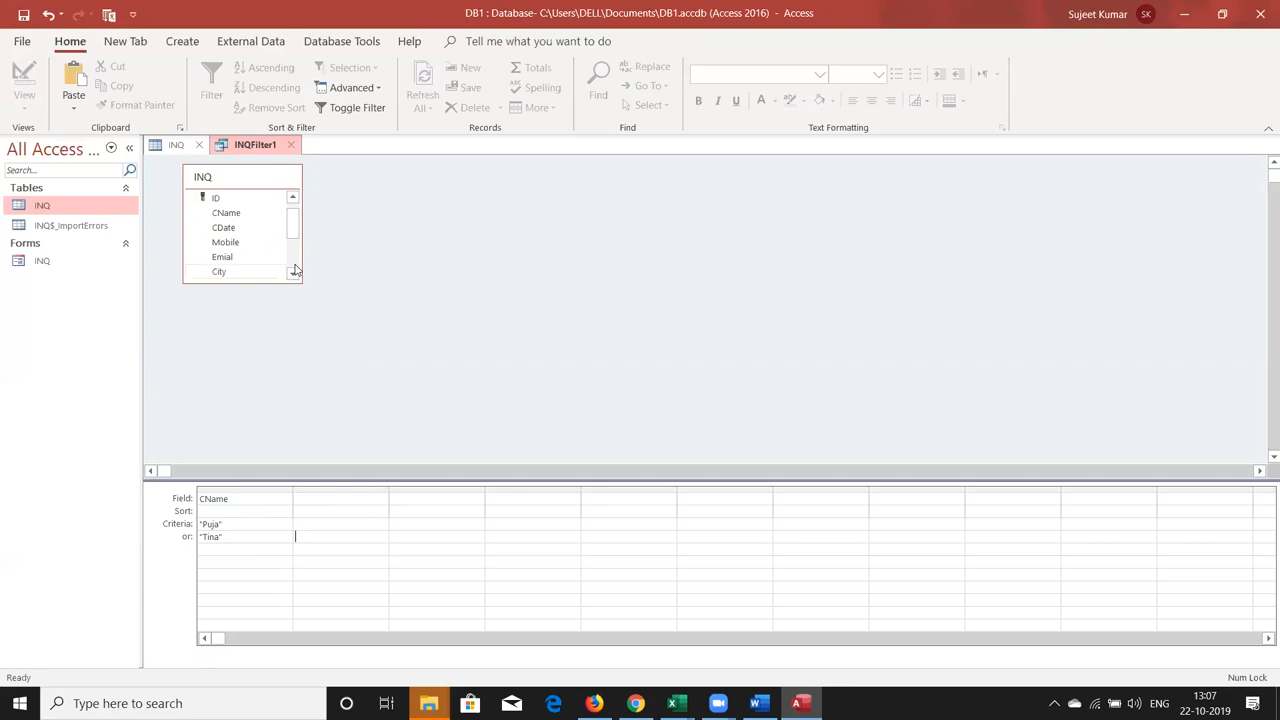 DB1 : Database- C:\Users\DELL\Documents\DB1.accdb (Access 2016) - Access
Sujeet Kumar
SK
File Home New Tab Create External Data Database Tools Help Tell me what you want to do
View
Views
Paste
Cut
Copy
Format Painter
Clipboard
Filter
Ascending
Descending
Remove Sort
Selection
Advanced
Toggle Filter
Sort & Filter
Refresh All
New
Save
Delete
Totals
Spelling
More
Records
Find
Replace
Go To
Select
Find
B I U A
Text Formatting
All Access ...
Search...
Tables
INQ
INQ$_ImportErrors
Forms
INQ
INQ
INQFilter1
INQ
ID
CName
CDate
Mobile
Emial
City
Field: CName
Sort:
Criteria: "Puja"
or: "Tina"
Ready
Num Lock
Type here to search
ENG
13:07
22-10-2019